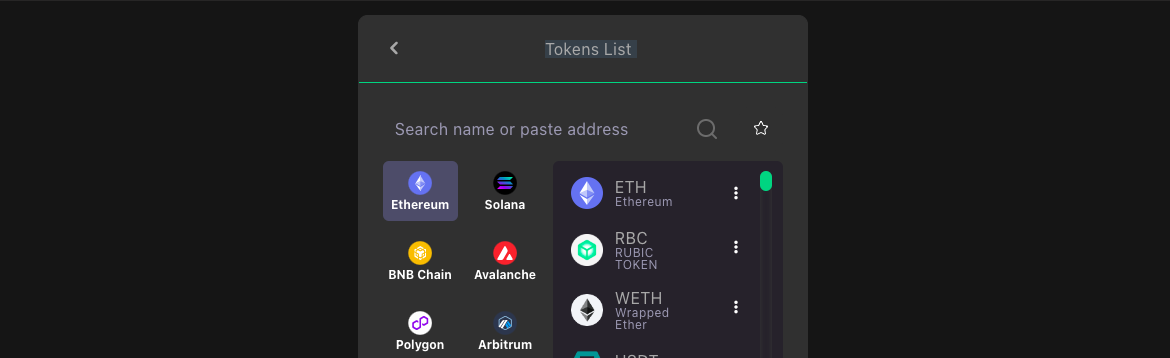 Tokens List
Search name or paste address
Ethereum
Solana
BNB Chain
Avalanche
Polygon
Arbitrum
ETH
Ethereum
RBC
RUBIC
TOKEN
WETH
Wrapped
Ether
USDT